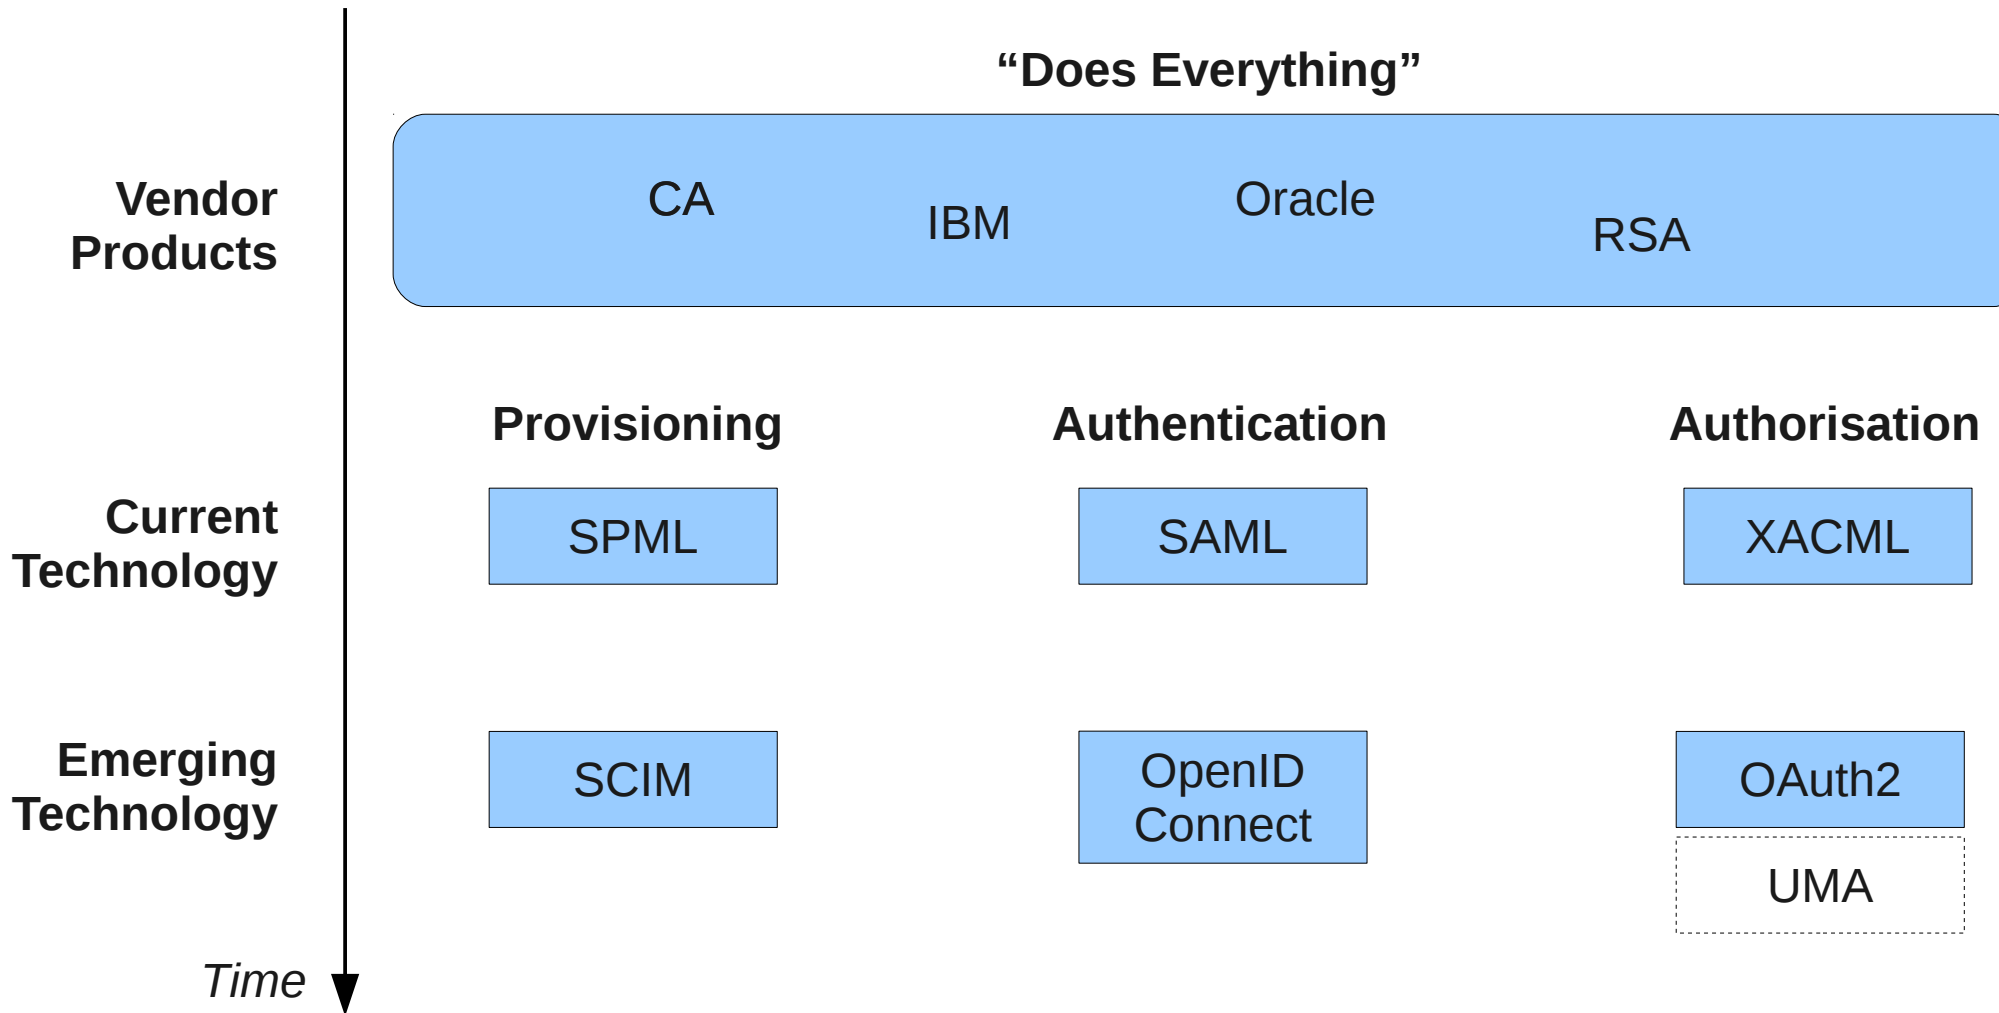 “Does Everything”
Vendor
Products
CA
IBM
Oracle
RSA
Provisioning
Authentication
Authorisation
Current
Technology
SPML
SAML
XACML
Emerging
Technology
SCIM
OpenID
Connect
OAuth2
UMA
Time